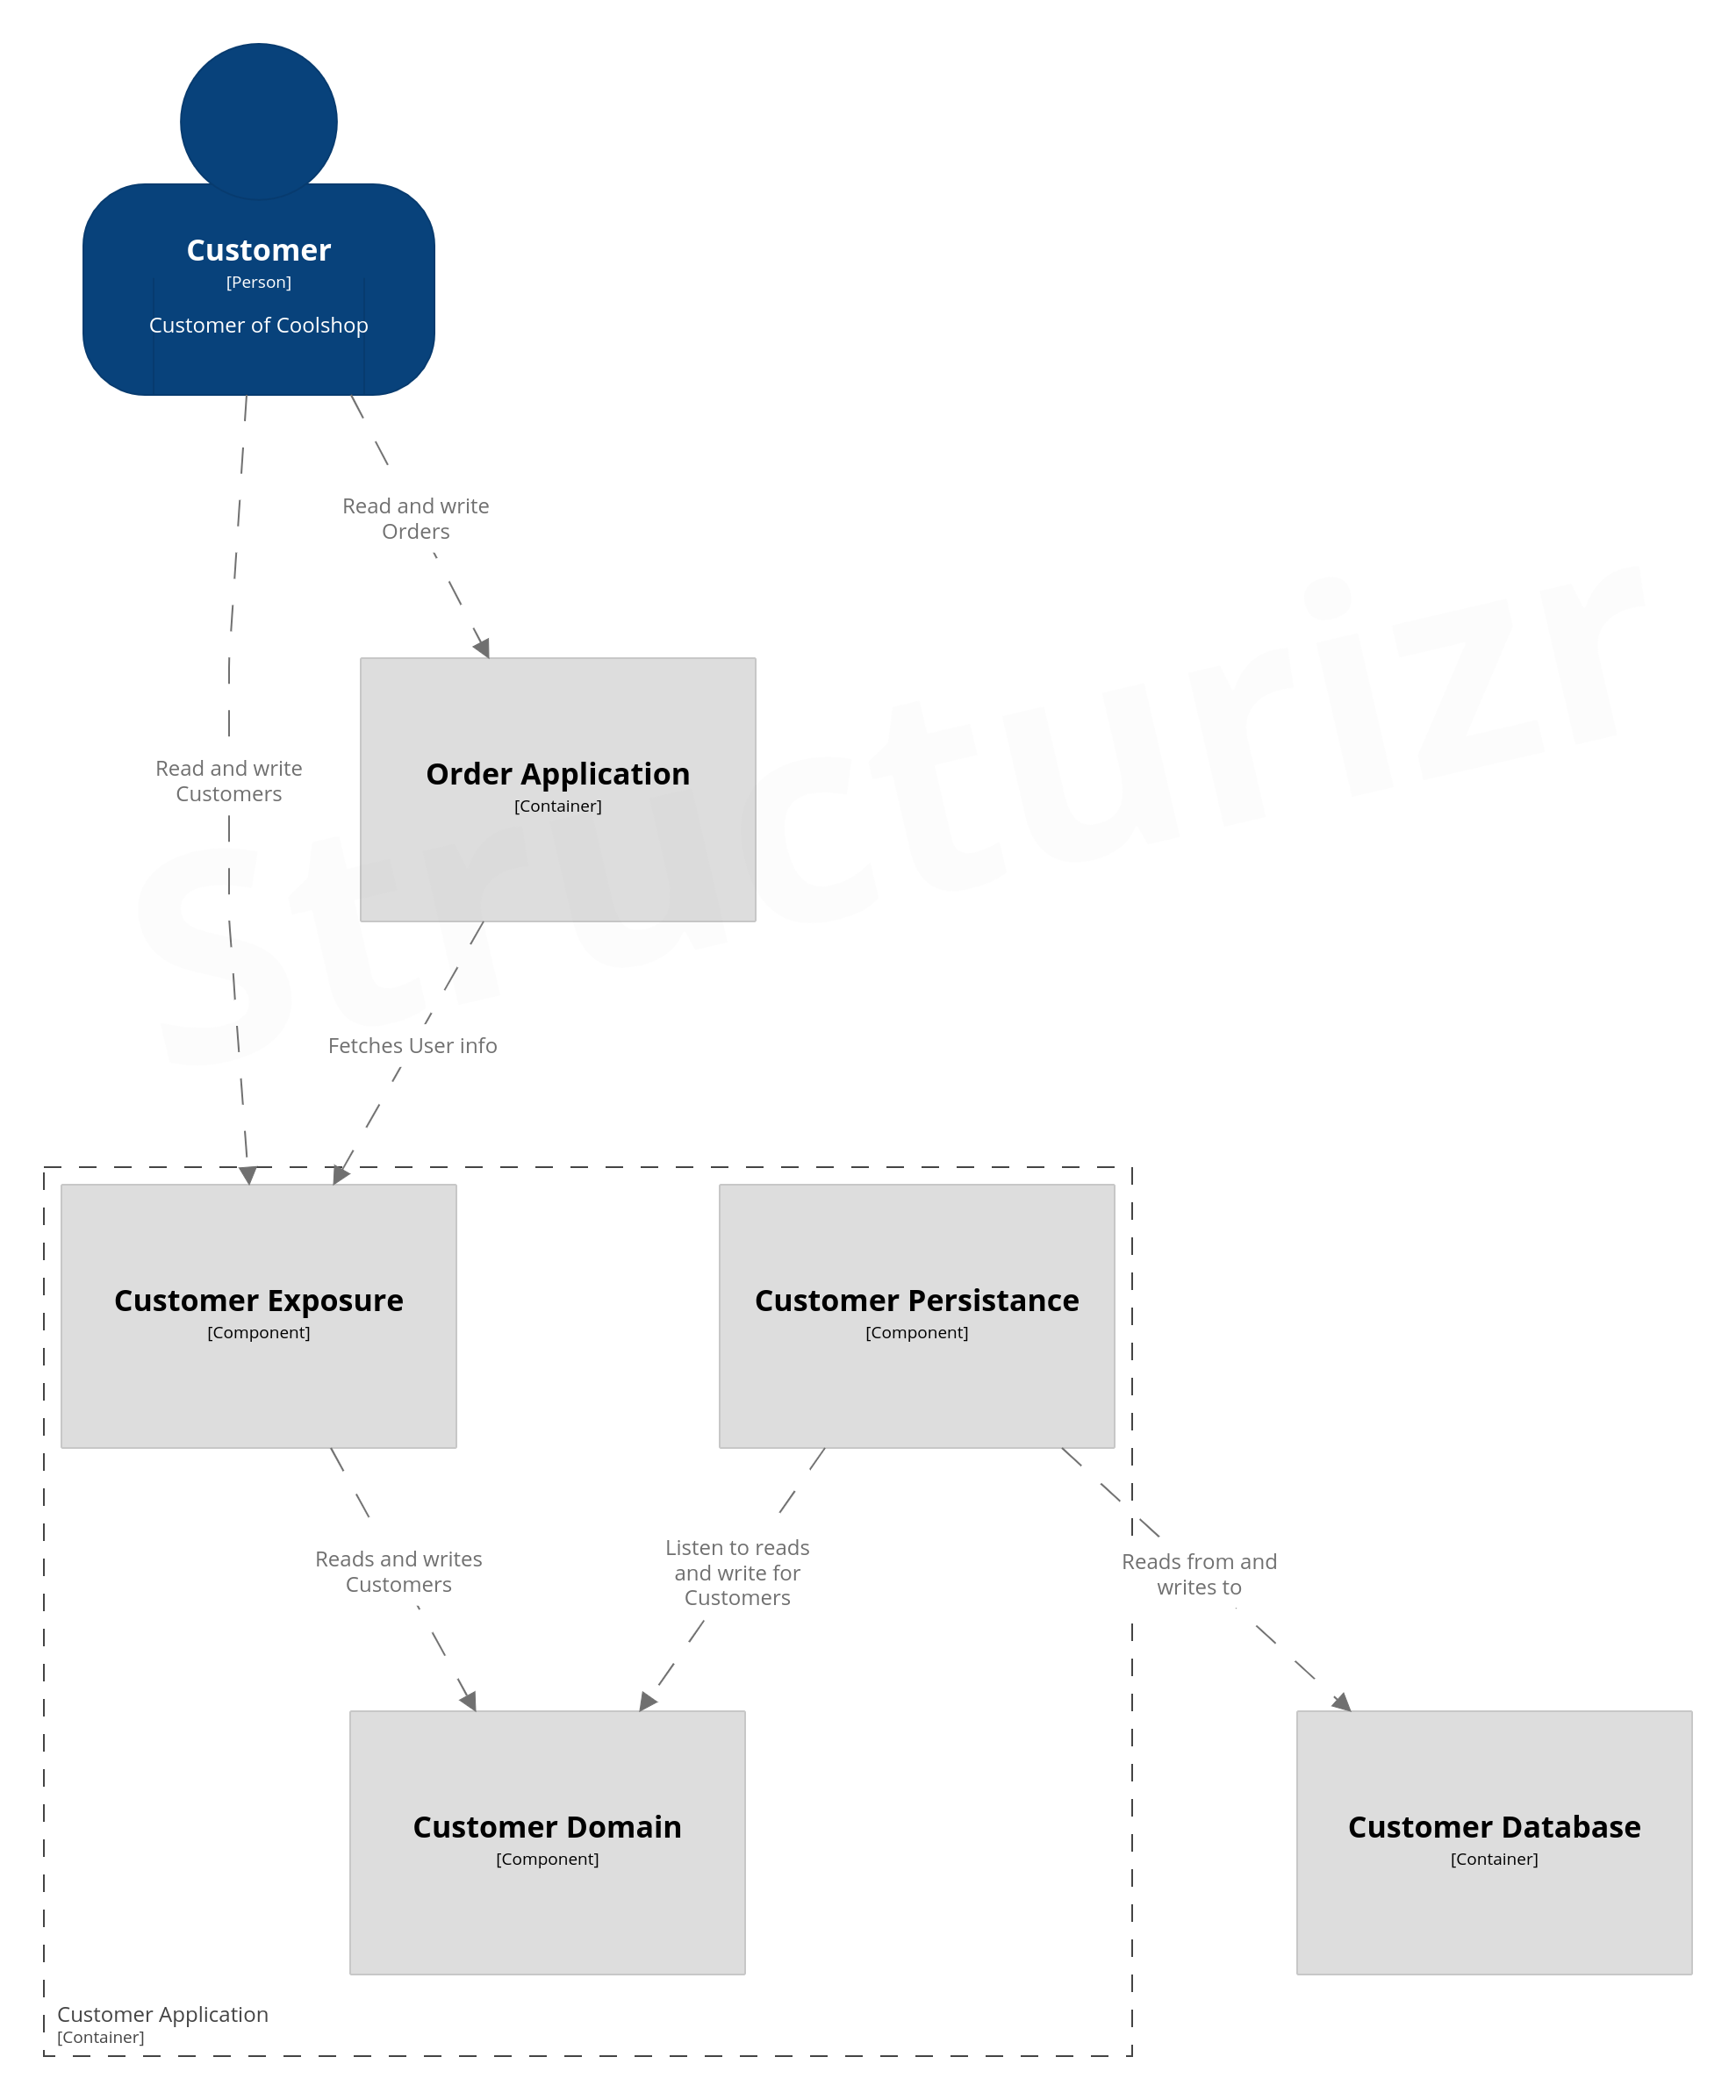 Customer
[Person]
Customer of Coolshop
Read and write
Orders
Read and write
Customers
Order Application
[Container]
Structurizr
Fetches User info
Customer Exposure
[Component]
Customer Persistance
[Component]
Reads and writes
Customers
Listen to reads
and write for
Customers
Reads from and
writes to
Customer Domain
[Component]
Customer Database
[Container]
Customer Application
[Container]